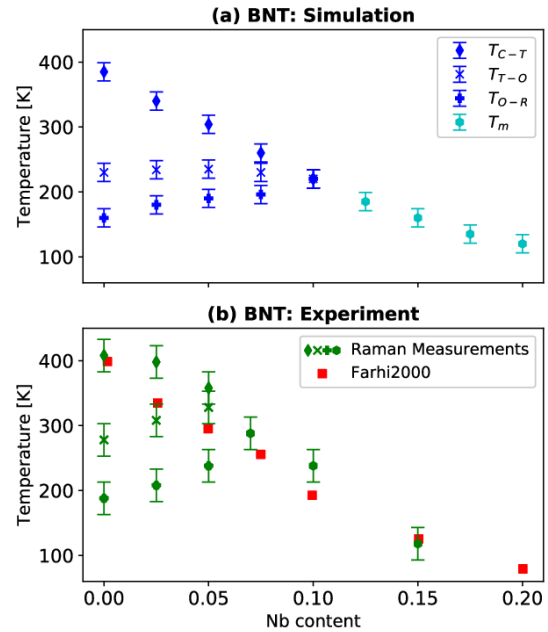 (a) BNT: Simulation
Temperature [K]
400
300
200
100
T_{C−T}
T_{T−O}
T_{O−R}
T_m
(b) BNT: Experiment
Temperature [K]
400
300
200
100
Raman Measurements
Farhi2000
0.00 0.05 0.10 0.15 0.20
Nb content